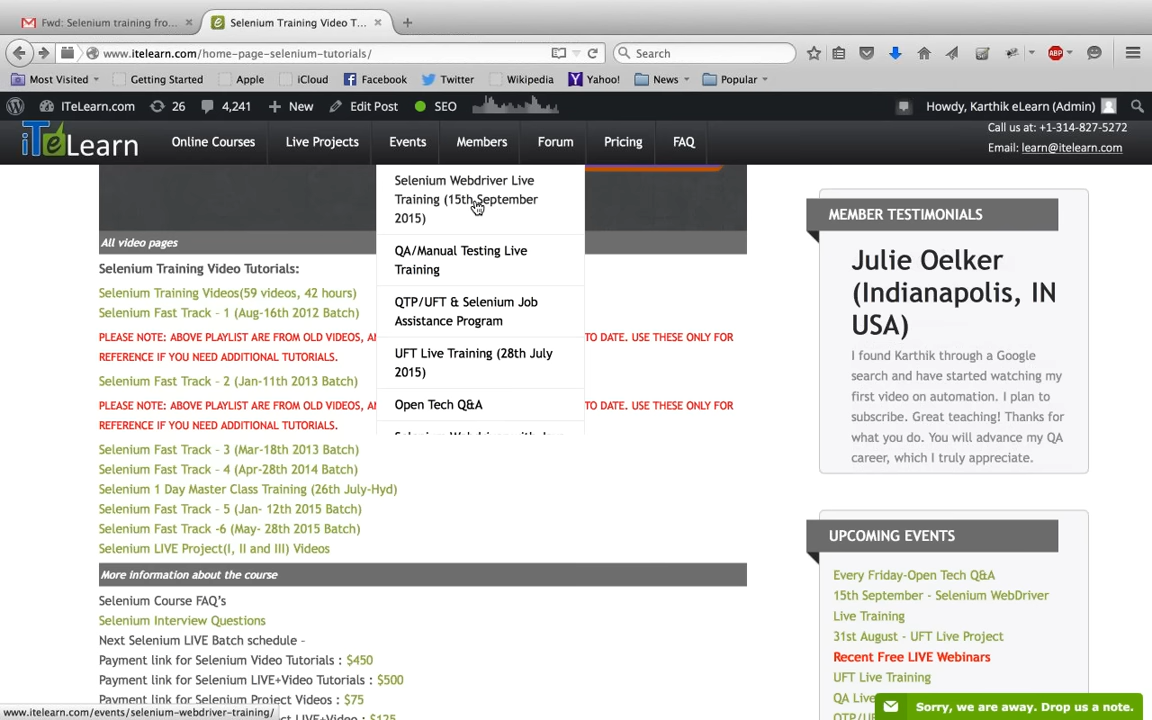 Fwd: Selenium training fro... ×
Selenium Training Video T... ×
www.itelearn.com/home-page-selenium-tutorials/
Search
Most Visited
Getting Started
Apple
iCloud
Facebook
Twitter
Wikipedia
Yahoo!
News
Popular
ABP
ITeLearn.com
26
4,241
New
Edit Post
SEO
Howdy, Karthik eLearn (Admin)
iTeLearn
Online Courses
Live Projects
Events
Members
Forum
Pricing
FAQ
Call us at: +1-314-827-5272
Email: learn@itelearn.com
Selenium Webdriver Live
Training (15th September
2015)
QA/Manual Testing Live
Training
QTP/UFT & Selenium Job
Assistance Program
UFT Live Training (28th July
2015)
Open Tech Q&A
All video pages
Selenium Training Video Tutorials:
Selenium Training Videos(59 videos, 42 hours)
Selenium Fast Track - 1 (Aug-16th 2012 Batch)
PLEASE NOTE: ABOVE PLAYLIST ARE FROM OLD VIDEOS, TO DATE. USE THESE ONLY FOR
REFERENCE IF YOU NEED ADDITIONAL TUTORIALS.
Selenium Fast Track - 2 (Jan-11th 2013 Batch)
PLEASE NOTE: ABOVE PLAYLIST ARE FROM OLD VIDEOS, TO DATE. USE THESE ONLY FOR
REFERENCE IF YOU NEED ADDITIONAL TUTORIALS.
Selenium Fast Track - 3 (Mar-18th 2013 Batch)
Selenium Fast Track - 4 (Apr-28th 2014 Batch)
Selenium 1 Day Master Class Training (26th July-Hyd)
Selenium Fast Track - 5 (Jan- 12th 2015 Batch)
Selenium Fast Track -6 (May- 28th 2015 Batch)
Selenium LIVE Project(I, II and III) Videos
More information about the course
Selenium Course FAQ's
Selenium Interview Questions
Next Selenium LIVE Batch schedule –
Payment link for Selenium Video Tutorials : $450
Payment link for Selenium LIVE+Video Tutorials : $500
Payment link for Selenium Project Videos : $75
LIVE+Video : $125
MEMBER TESTIMONIALS
Julie Oelker
(Indianapolis, IN
USA)
I found Karthik through a Google
search and have started watching my
first video on automation. I plan to
subscribe. Great teaching! Thanks for
what you do. You will advance my QA
career, which I truly appreciate.
UPCOMING EVENTS
Every Friday-Open Tech Q&A
15th September - Selenium WebDriver
Live Training
31st August - UFT Live Project
Recent Free LIVE Webinars
UFT Live Training
QA Live
www.itelearn.com/events/selenium-webdriver-training/
Sorry, we are away. Drop us a note.